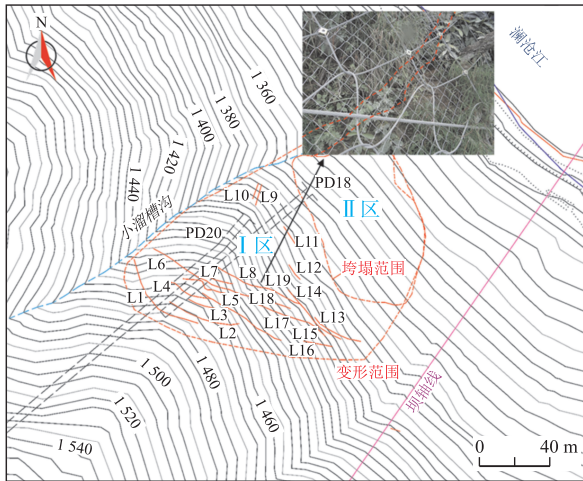 N
澜沧江
1 360
1 380
1 400
1 420
1 440
小溜槽沟
PD18
L10
L9
Ⅱ区
PD20
Ⅰ区
L11
垮塌范围
L6
L7
L8
L12
L19
L14
L1
L4
L5
L18
L3
L17
L13
L2
L15
L16
变形范围
坝轴线
1 500
1 480
1 520
1 460
1 540
0
40 m